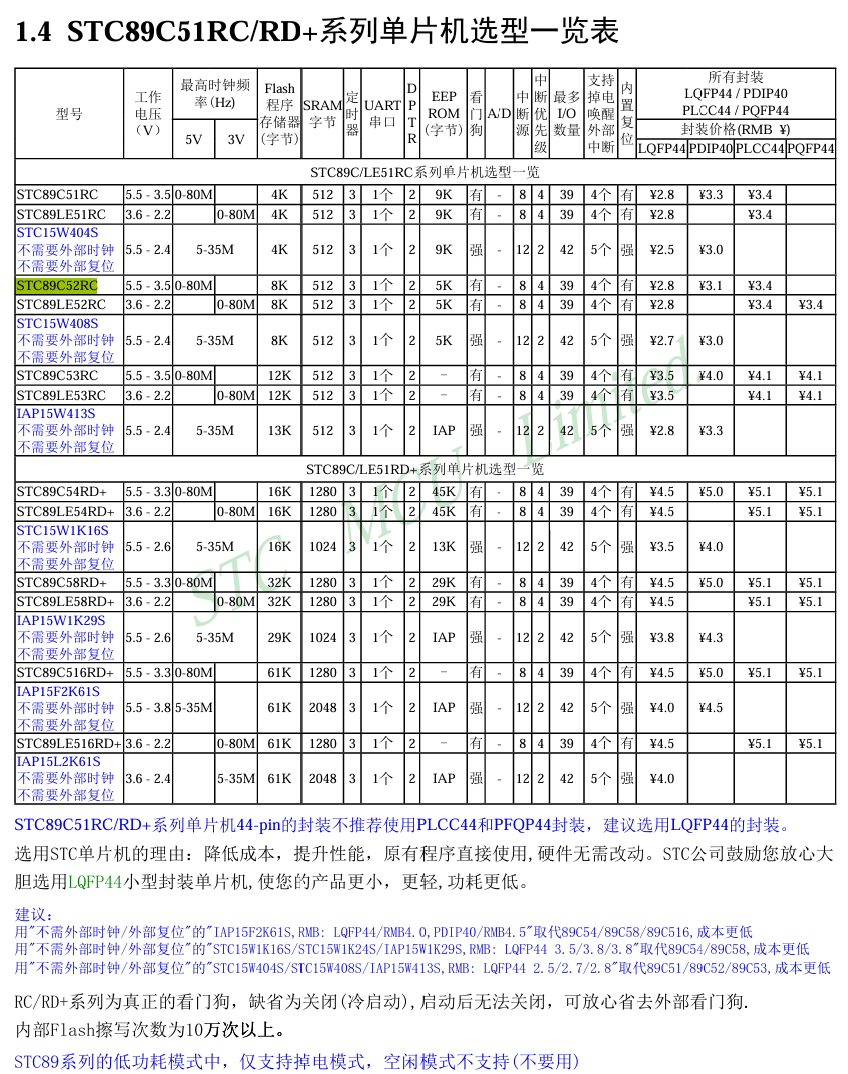 1.4 STC89C51RC/RD+系列单片机选型一览表
型号 工作电压（V） 最高时钟频率(Hz) 5V 3V Flash程序存储器(字节) SRAM字节 定时器 UART串口 DPTR EEPROM(字节) 看门狗 A/D 中断源 中断优先级 最多I/O数量 支持掉电唤醒外部中断 内置复位 所有封装 LQFP44 / PDIP40 PLCC44 / PQFP44 封装价格(RMB ¥) LQFP44 PDIP40 PLCC44 PQFP44
STC89C/LE51RC系列单片机选型一览
STC89C51RC 5.5 - 3.5 0-80M 4K 512 3 1个 2 9K 有 - 8 4 39 4个 有 ¥2.8 ¥3.3 ¥3.4
STC89LE51RC 3.6 - 2.2 0-80M 4K 512 3 1个 2 9K 有 - 8 4 39 4个 有 ¥2.8 ¥3.4
STC15W404S
不需要外部时钟 5.5 - 2.4 5-35M 4K 512 3 1个 2 9K 强 - 12 2 42 5个 强 ¥2.5 ¥3.0
不需要外部复位
STC89C52RC 5.5 - 3.5 0-80M 8K 512 3 1个 2 5K 有 - 8 4 39 4个 有 ¥2.8 ¥3.1 ¥3.4
STC89LE52RC 3.6 - 2.2 0-80M 8K 512 3 1个 2 5K 有 - 8 4 39 4个 有 ¥2.8 ¥3.4 ¥3.4
STC15W408S
不需要外部时钟 5.5 - 2.4 5-35M 8K 512 3 1个 2 5K 强 - 12 2 42 5个 强 ¥2.7 ¥3.0
不需要外部复位
STC89C53RC 5.5 - 3.5 0-80M 12K 512 3 1个 2 - 有 - 8 4 39 4个 有 ¥3.5 ¥4.0 ¥4.1 ¥4.1
STC89LE53RC 3.6 - 2.2 0-80M 12K 512 3 1个 2 - 有 - 8 4 39 4个 有 ¥3.5 ¥4.1 ¥4.1
IAP15W413S
不需要外部时钟 5.5 - 2.4 5-35M 13K 512 3 1个 2 IAP 强 - 12 2 42 5个 强 ¥2.8 ¥3.3
不需要外部复位
STC89C/LE51RD+系列单片机选型一览
STC89C54RD+ 5.5 - 3.3 0-80M 16K 1280 3 1个 2 45K 有 - 8 4 39 4个 有 ¥4.5 ¥5.0 ¥5.1 ¥5.1
STC89LE54RD+ 3.6 - 2.2 0-80M 16K 1280 3 1个 2 45K 有 - 8 4 39 4个 有 ¥4.5 ¥5.1 ¥5.1
STC15W1K16S
不需要外部时钟 5.5 - 2.6 5-35M 16K 1024 3 1个 2 13K 强 - 12 2 42 5个 强 ¥3.5 ¥4.0
不需要外部复位
STC89C58RD+ 5.5 - 3.3 0-80M 32K 1280 3 1个 2 29K 有 - 8 4 39 4个 有 ¥4.5 ¥5.0 ¥5.1 ¥5.1
STC89LE58RD+ 3.6 - 2.2 0-80M 32K 1280 3 1个 2 29K 有 - 8 4 39 4个 有 ¥4.5 ¥5.1 ¥5.1
IAP15W1K29S
不需要外部时钟 5.5 - 2.6 5-35M 29K 1024 3 1个 2 IAP 强 - 12 2 42 5个 强 ¥3.8 ¥4.3
不需要外部复位
STC89C516RD+ 5.5 - 3.3 0-80M 61K 1280 3 1个 2 - 有 - 8 4 39 4个 有 ¥4.5 ¥5.0 ¥5.1 ¥5.1
IAP15F2K61S
不需要外部时钟 5.5 - 3.8 5-35M 61K 2048 3 1个 2 IAP 强 - 12 2 42 5个 强 ¥4.0 ¥4.5
不需要外部复位
STC89LE516RD+ 3.6 - 2.2 0-80M 61K 1280 3 1个 2 - 有 - 8 4 39 4个 有 ¥4.5 ¥5.1 ¥5.1
IAP15L2K61S
不需要外部时钟 3.6 - 2.4 5-35M 61K 2048 3 1个 2 IAP 强 - 12 2 42 5个 强 ¥4.0
不需要外部复位
STC MCU Limited.
STC89C51RC/RD+系列单片机44-pin的封装不推荐使用PLCC44和PFQP44封装，建议选用LQFP44的封装。
选用STC单片机的理由：降低成本，提升性能，原有程序直接使用,硬件无需改动。STC公司鼓励您放心大
胆选用LQFP44小型封装单片机,使您的产品更小，更轻,功耗更低。
建议：
用"不需外部时钟/外部复位"的"IAP15F2K61S,RMB: LQFP44/RMB4.0,PDIP40/RMB4.5"取代89C54/89C58/89C516,成本更低
用"不需外部时钟/外部复位"的"STC15W1K16S/STC15W1K24S/IAP15W1K29S,RMB: LQFP44 3.5/3.8/3.8"取代89C54/89C58,成本更低
用"不需外部时钟/外部复位"的"STC15W404S/STC15W408S/IAP15W413S,RMB: LQFP44 2.5/2.7/2.8"取代89C51/89C52/89C53,成本更低
RC/RD+系列为真正的看门狗，缺省为关闭(冷启动),启动后无法关闭，可放心省去外部看门狗.
内部Flash擦写次数为10万次以上。
STC89系列的低功耗模式中，仅支持掉电模式，空闲模式不支持(不要用)